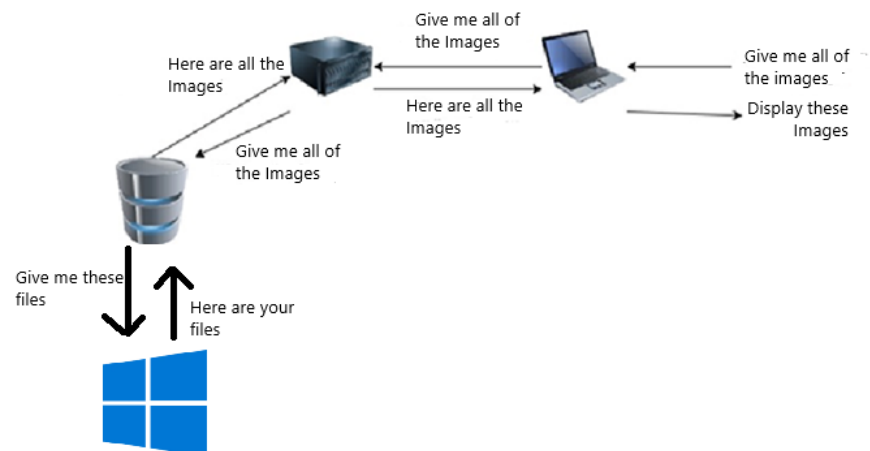 Give me all of
the Images
Here are all the
Images
Give me all of
the images
Here are all the
Images
Display these
Images
Give me all of
the Images
Give me these
files
Here are your
files